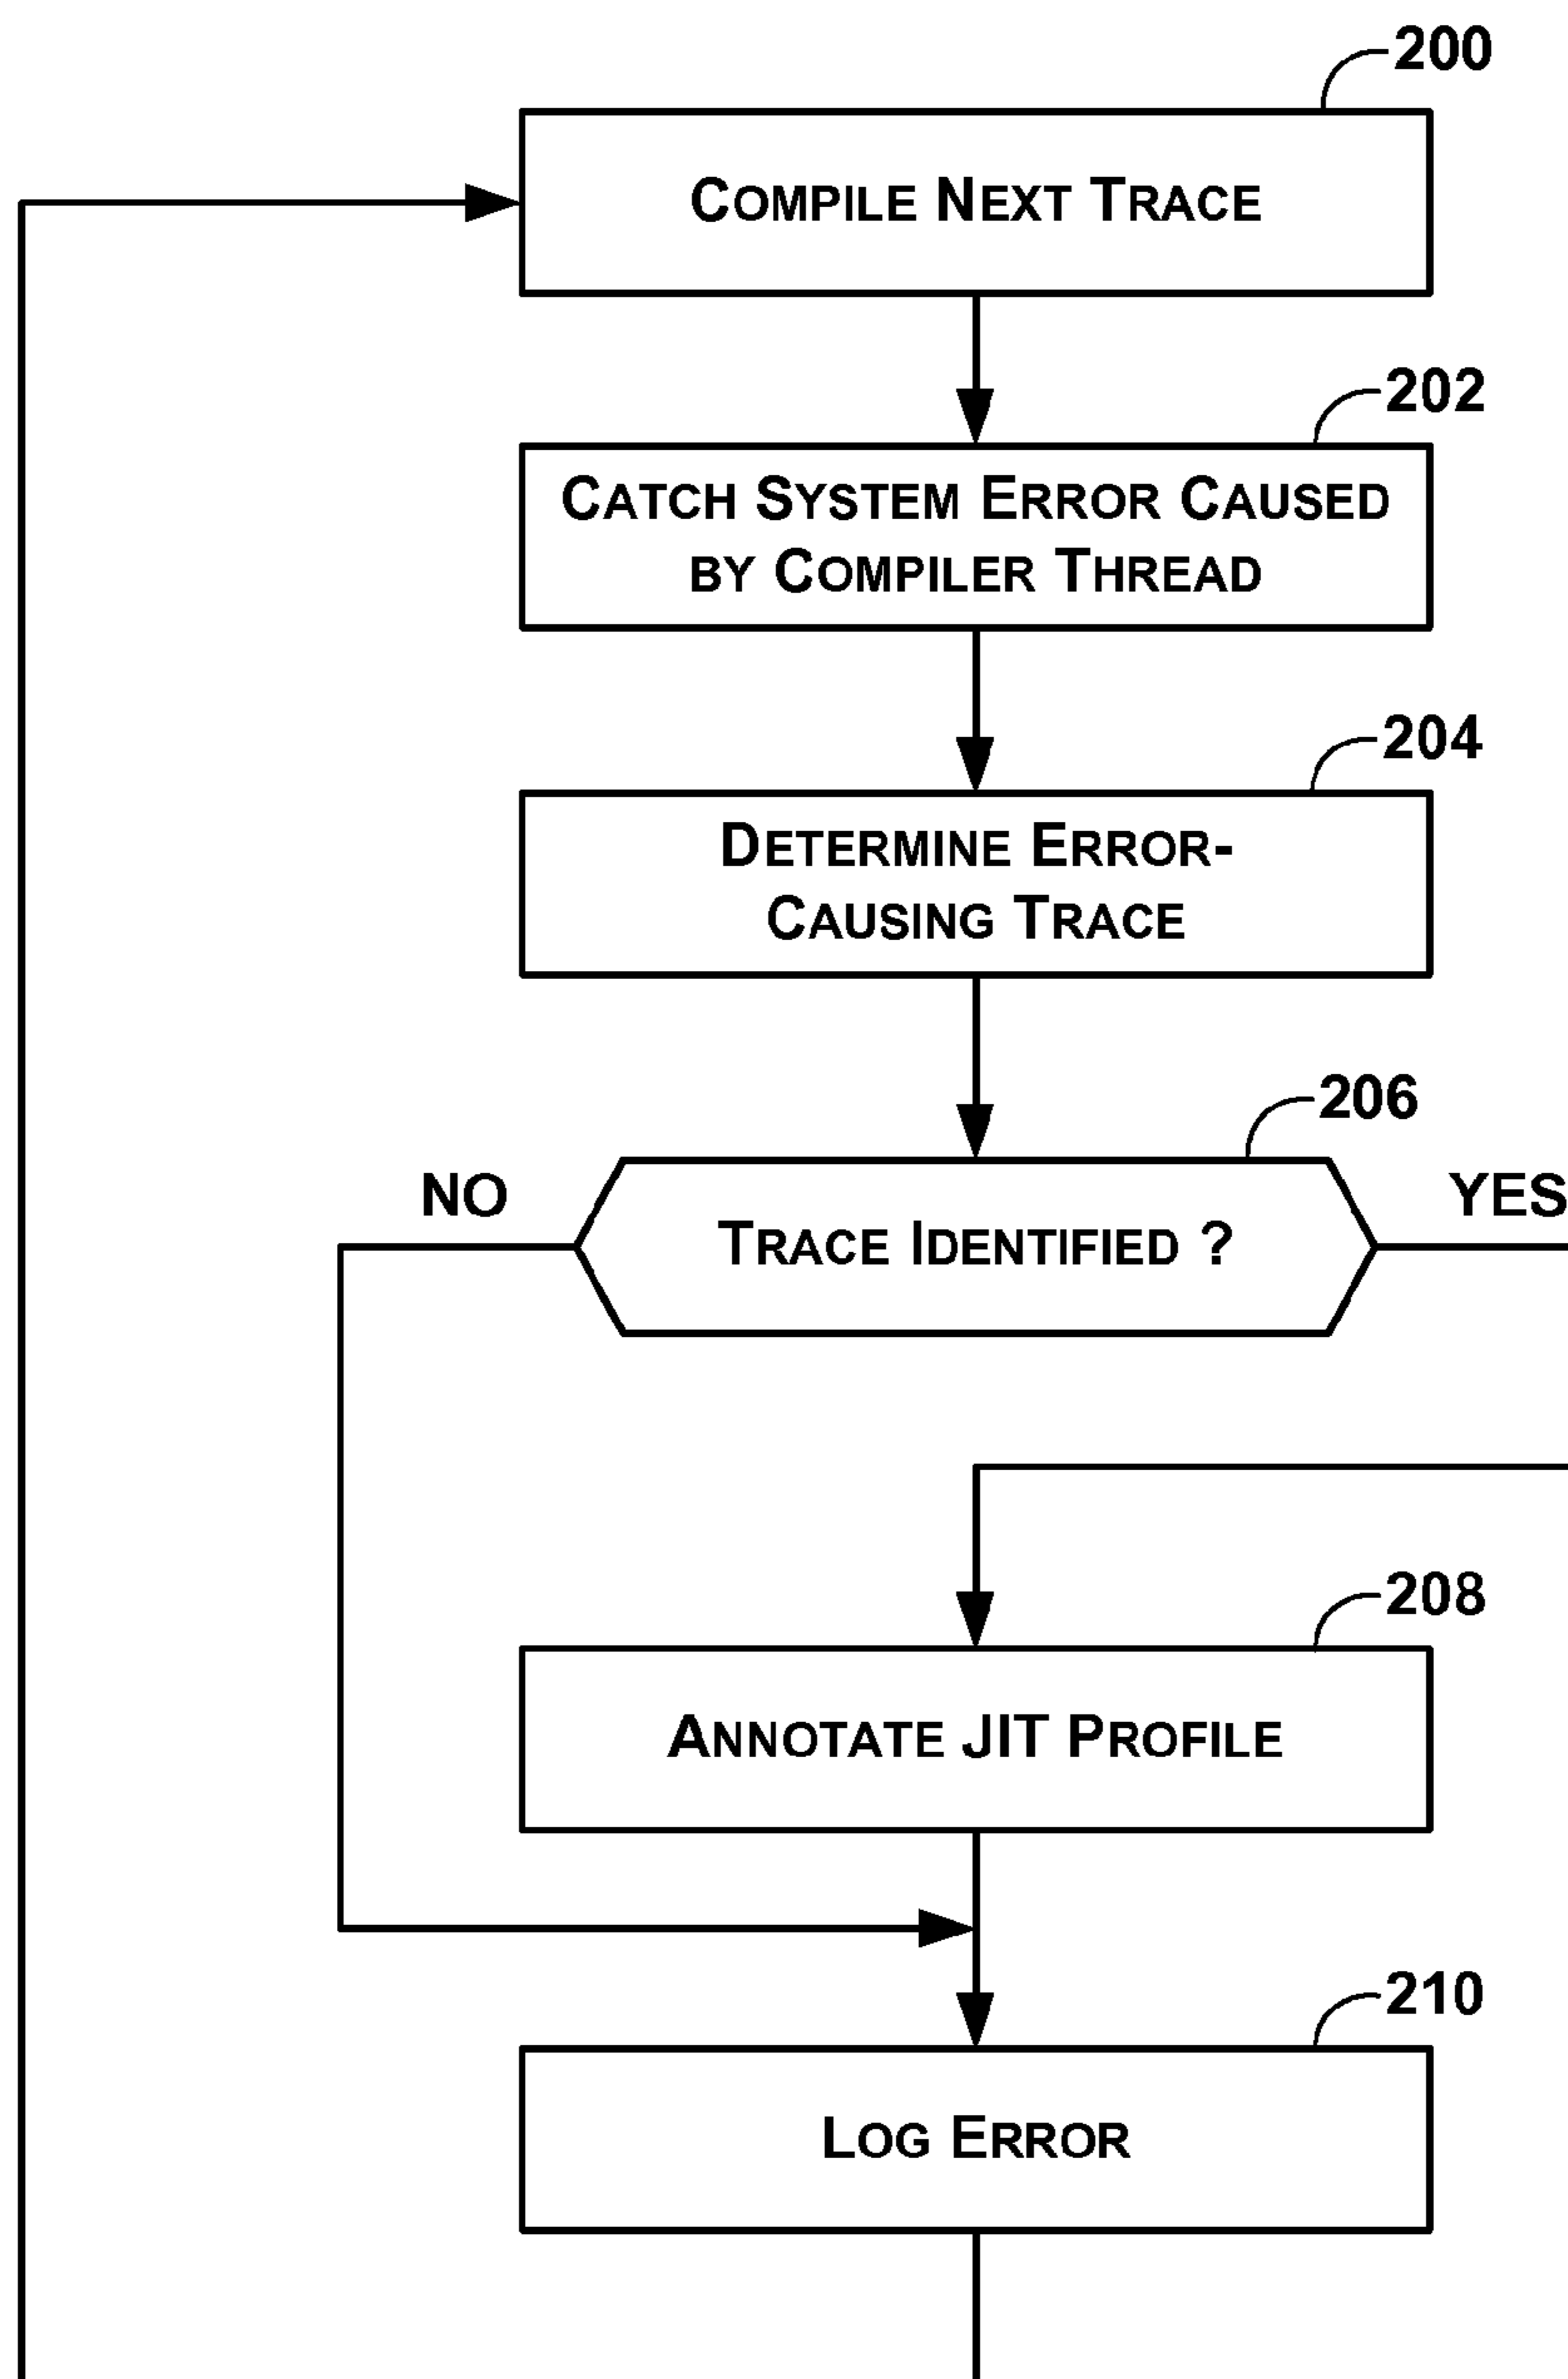 200
COMPILE NEXT TRACE
202
CATCH SYSTEM ERROR CAUSED
BY COMPILER THREAD
204
DETERMINE ERROR-
CAUSING TRACE
206
NO
YES
TRACE IDENTIFIED ?
208
ANNOTATE JIT PROFILE
210
LOG ERROR